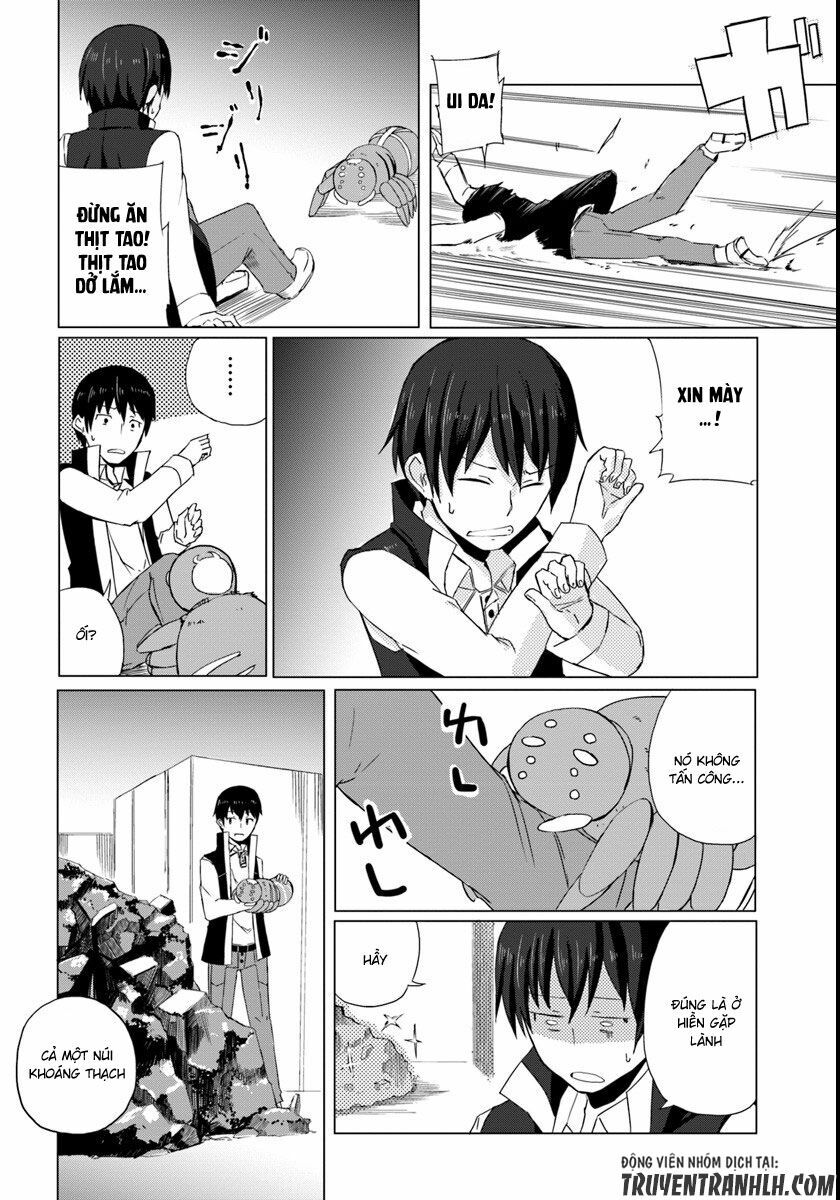 ガ
UI DA!
ĐỪNG ĂN
THỊT TAO!
THỊT TAO
DỞ LẮM...
XIN MÀY
...!
......
ỐI?
NÓ KHÔNG
TẤN CÔNG...
ĐÚNG LÀ Ở
HIỀN GẶP
LÀNH
HẨY
CẢ MỘT NÚI
KHOÁNG THẠCH
ĐỘNG VIÊN NHÓM DỊCH TẠI:
TRUYENTRANHLH.COM